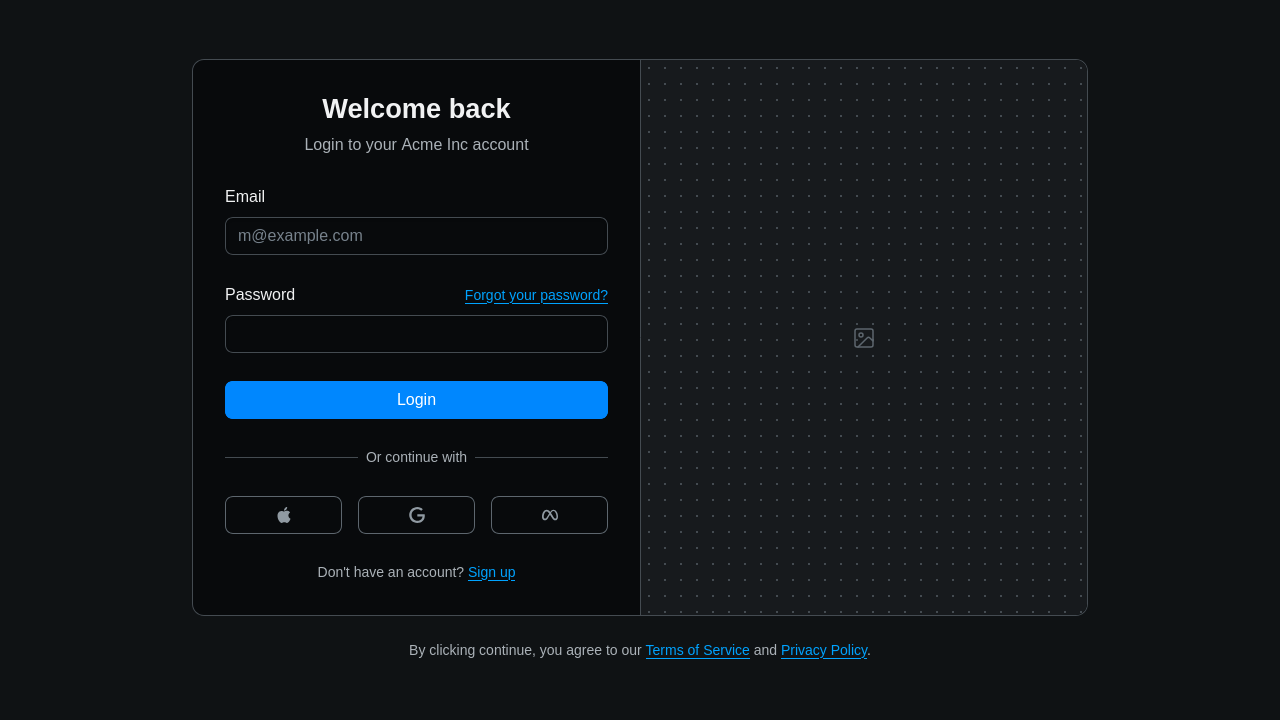 Welcome back
Login to your Acme Inc account
Email
m@example.com
Password
Forgot your password?
Login
Or continue with
Don't have an account? Sign up
By clicking continue, you agree to our Terms of Service and Privacy Policy.